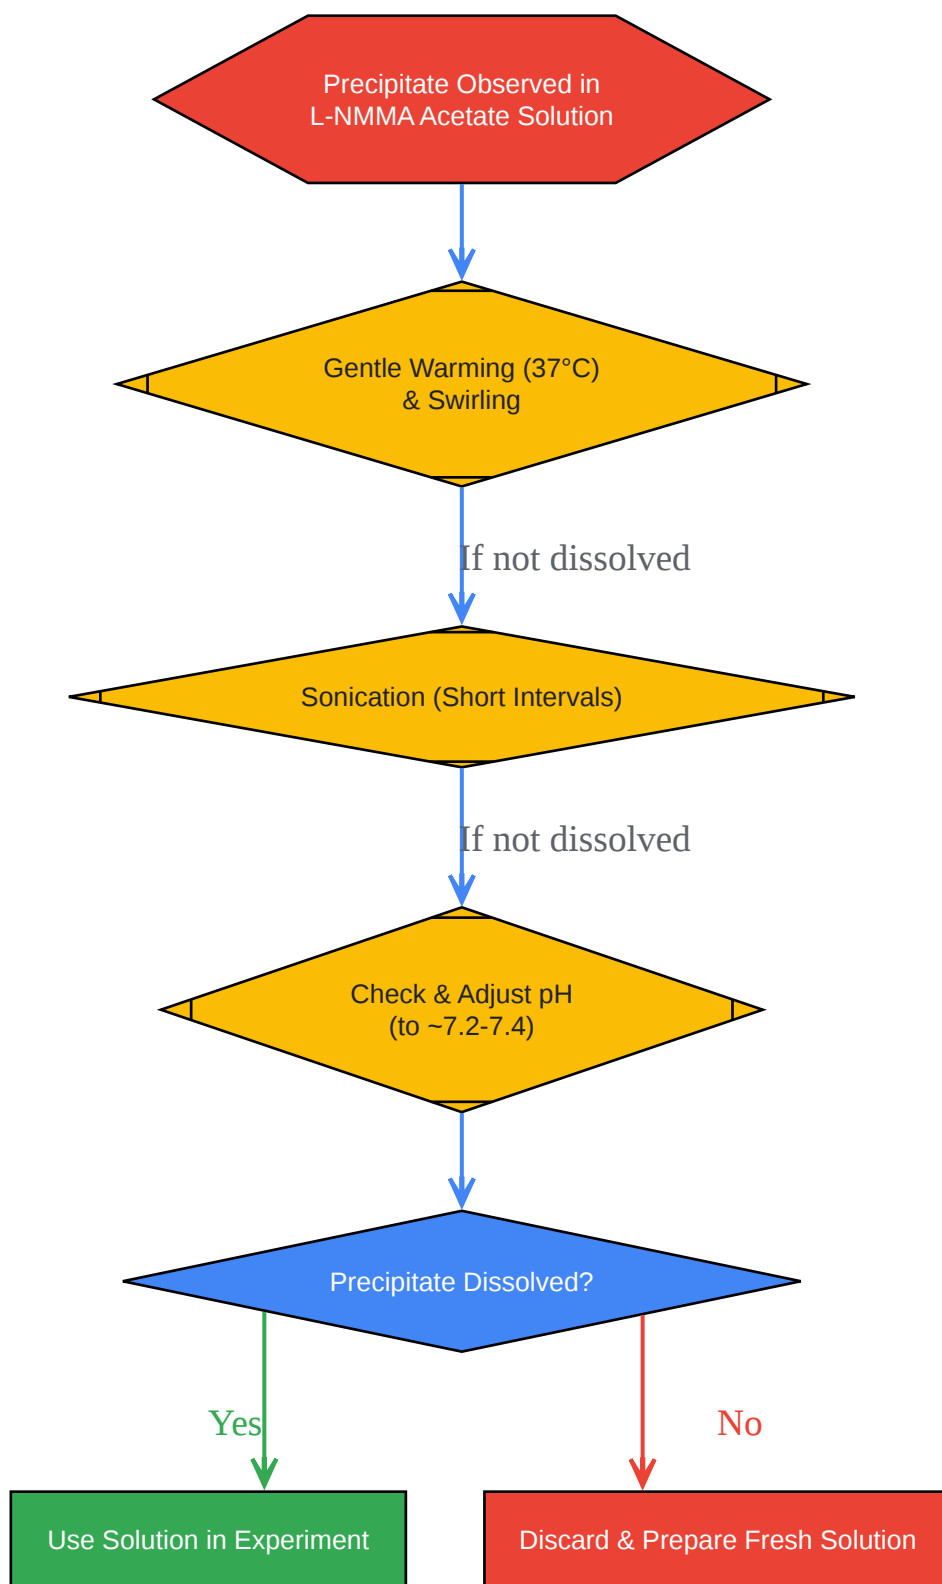 Precipitate Observed in
L-NMMA Acetate Solution
Gentle Warming (37°C)
& Swirling
If not dissolved
Sonication (Short Intervals)
If not dissolved
Check & Adjust pH
(to ~7.2-7.4)
Precipitate Dissolved?
Yes
No
Use Solution in Experiment
Discard & Prepare Fresh Solution